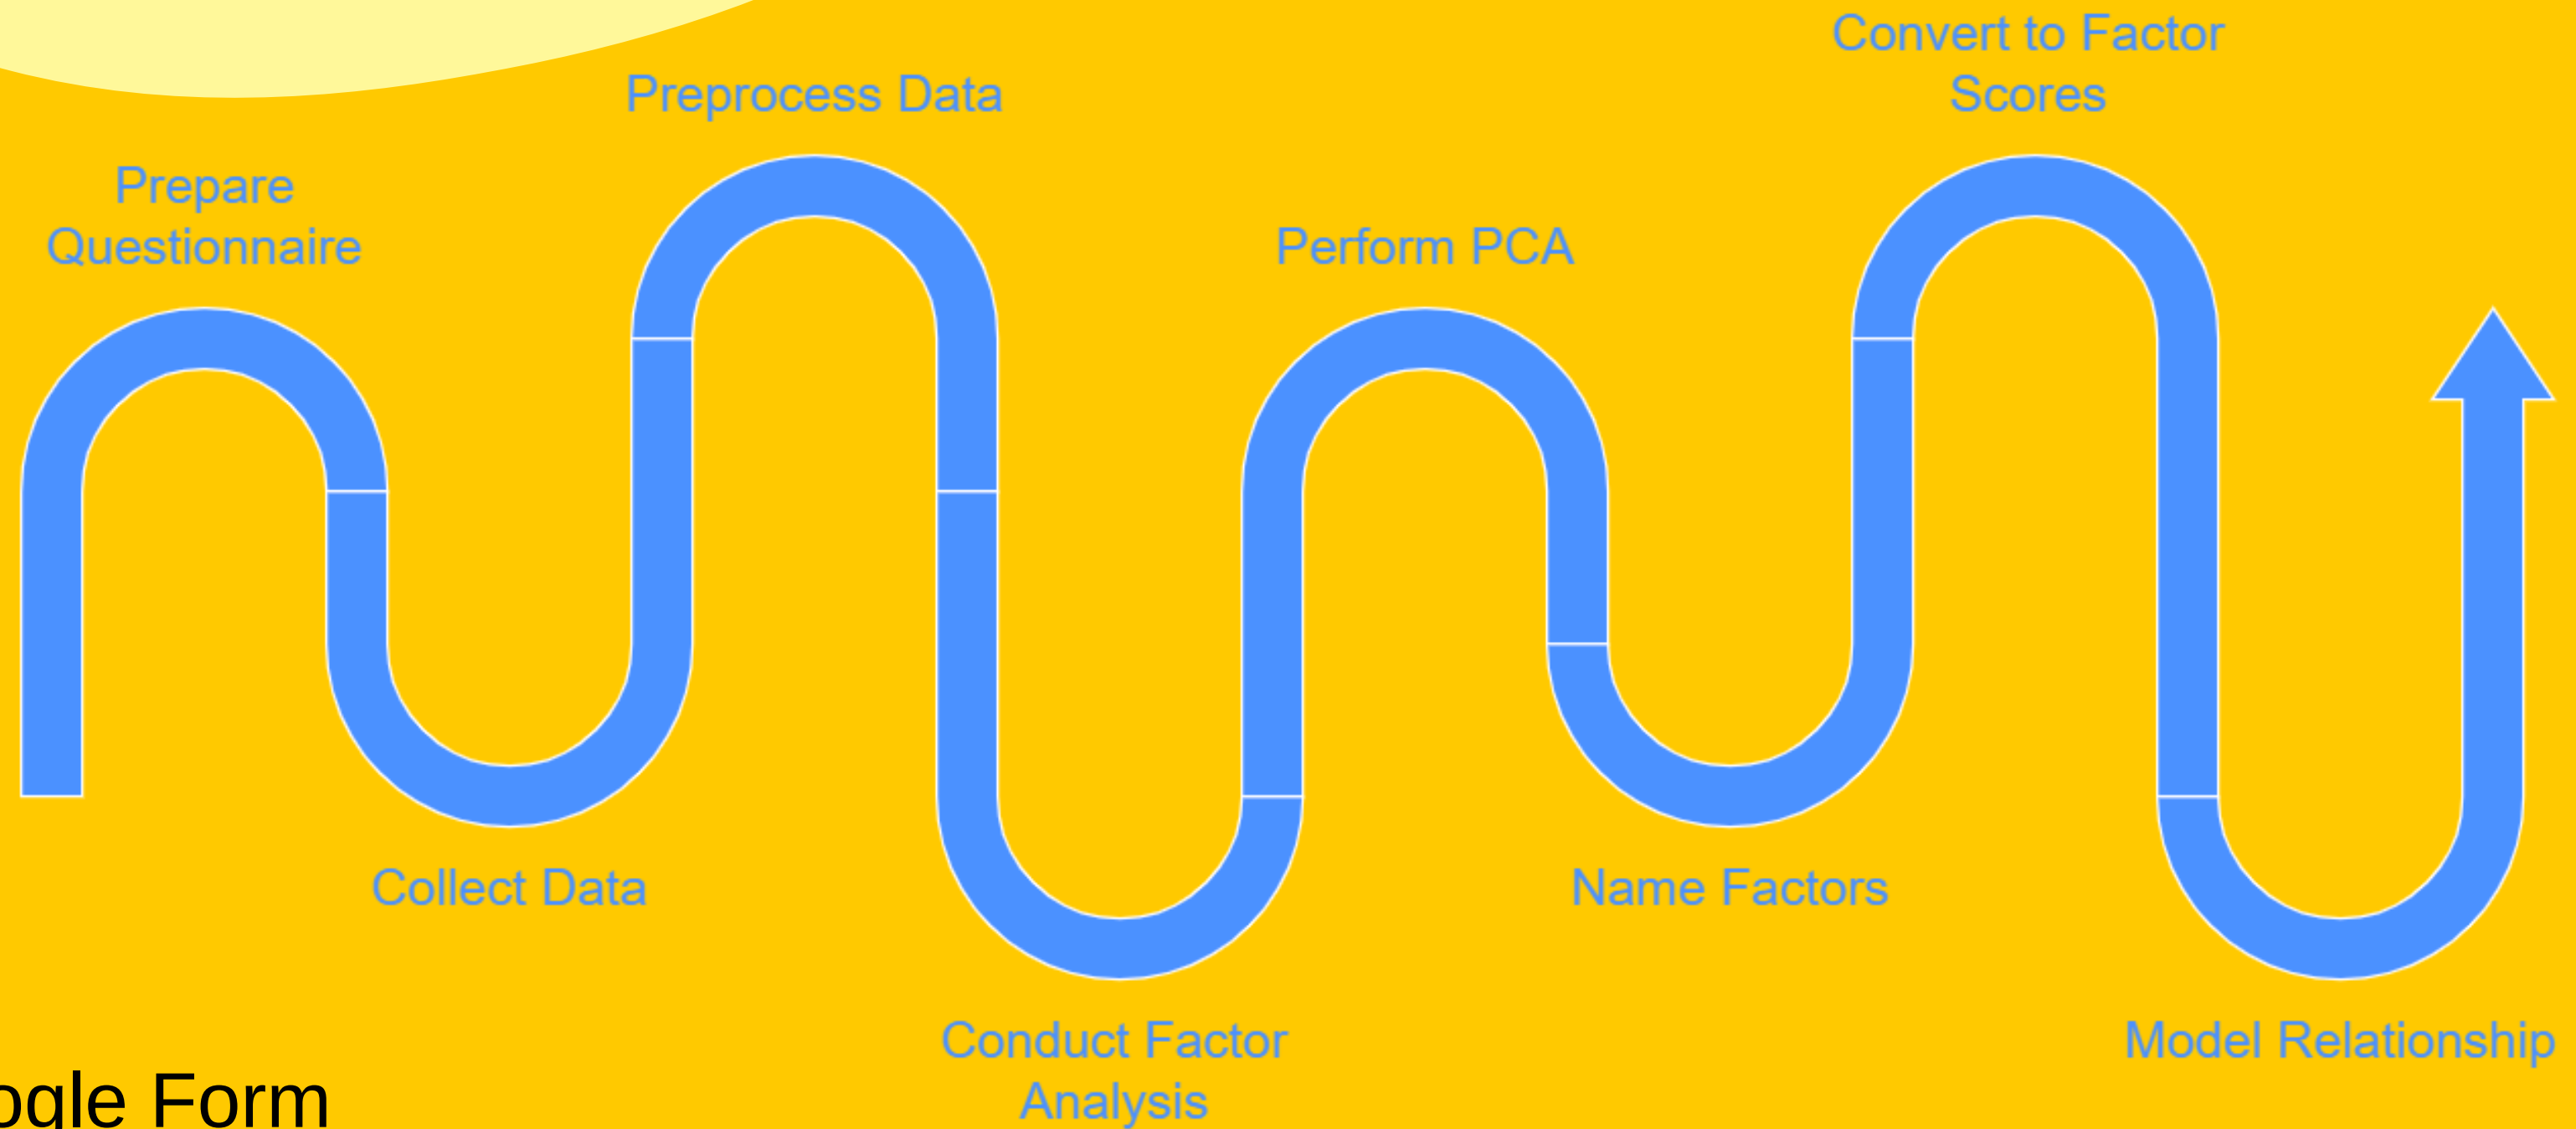 Prepare
Questionnaire
Collect Data
Preprocess Data
Conduct Factor
Analysis
Perform PCA
Name Factors
Convert to Factor
Scores
Model Relationship
Form